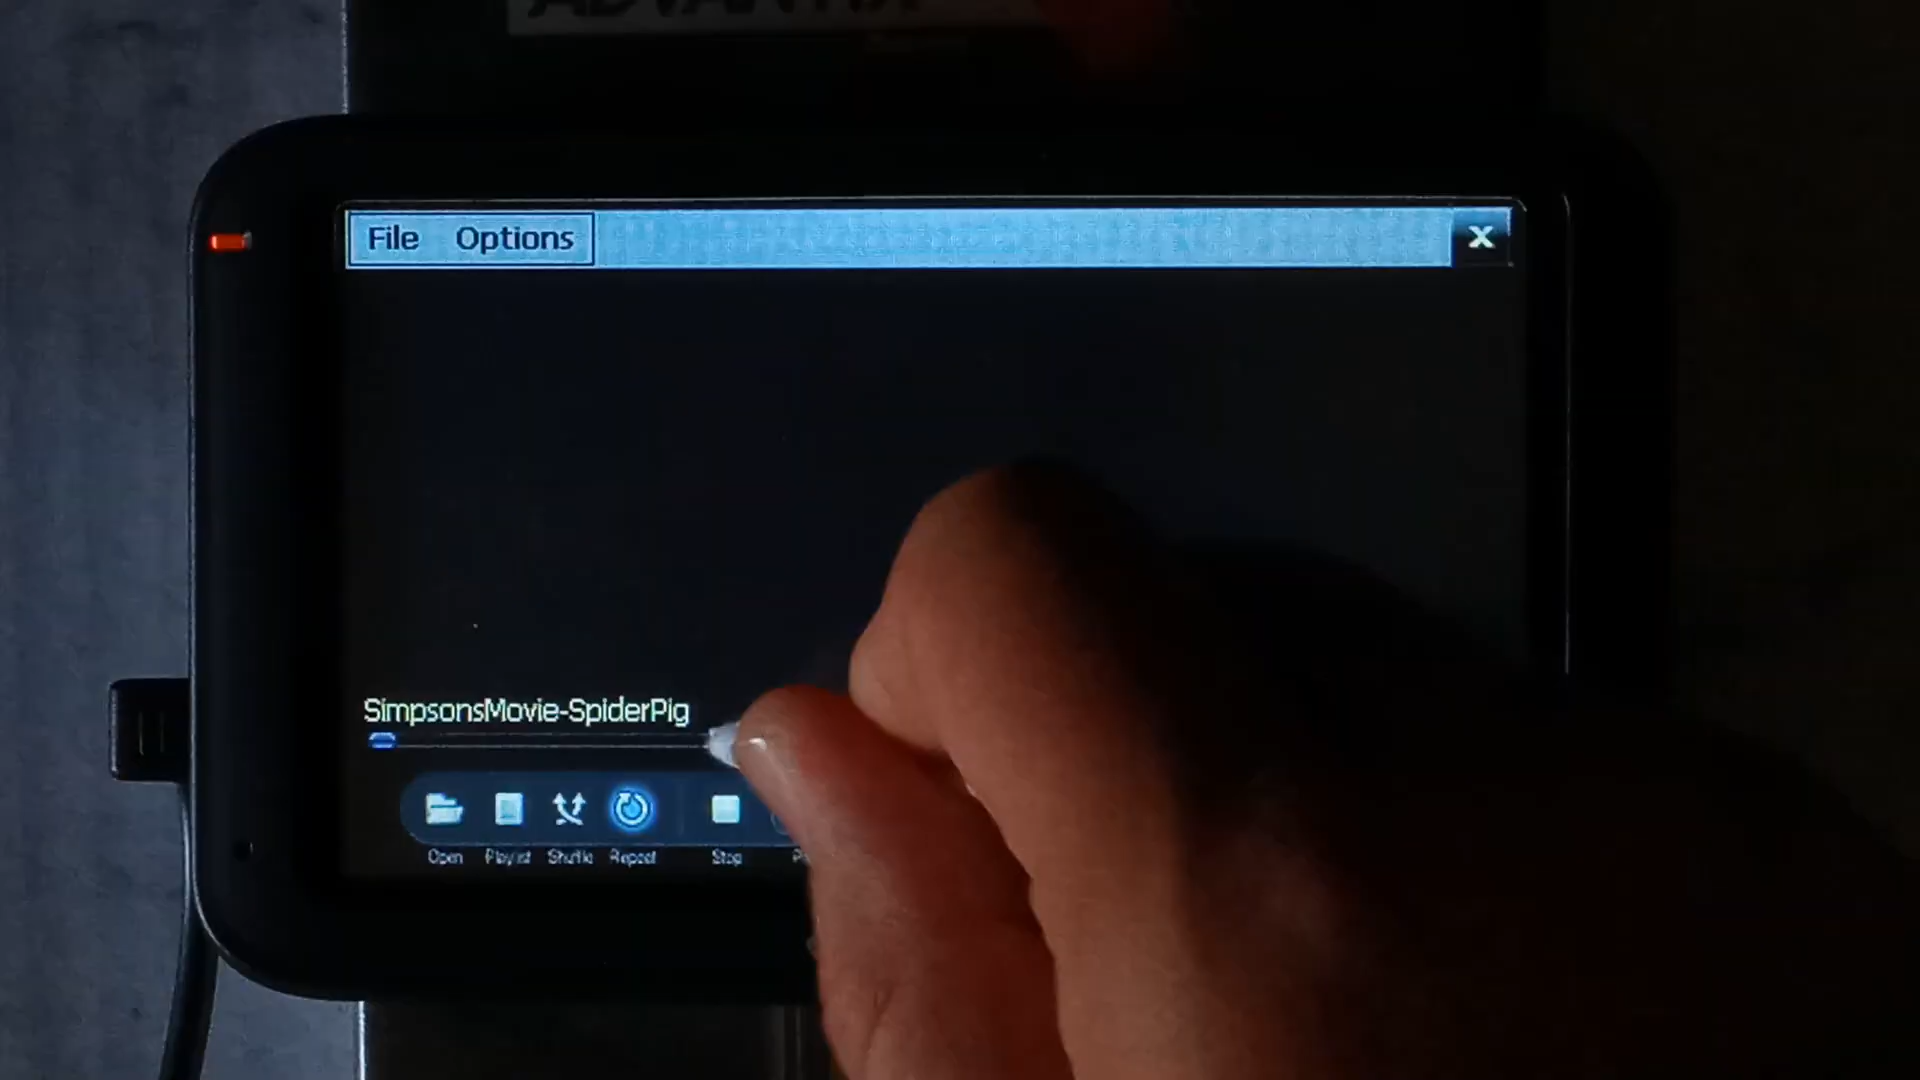 File Options X
SimpsonsMovie-SpiderPig
Open Playlist Shuffle Repeat Stop